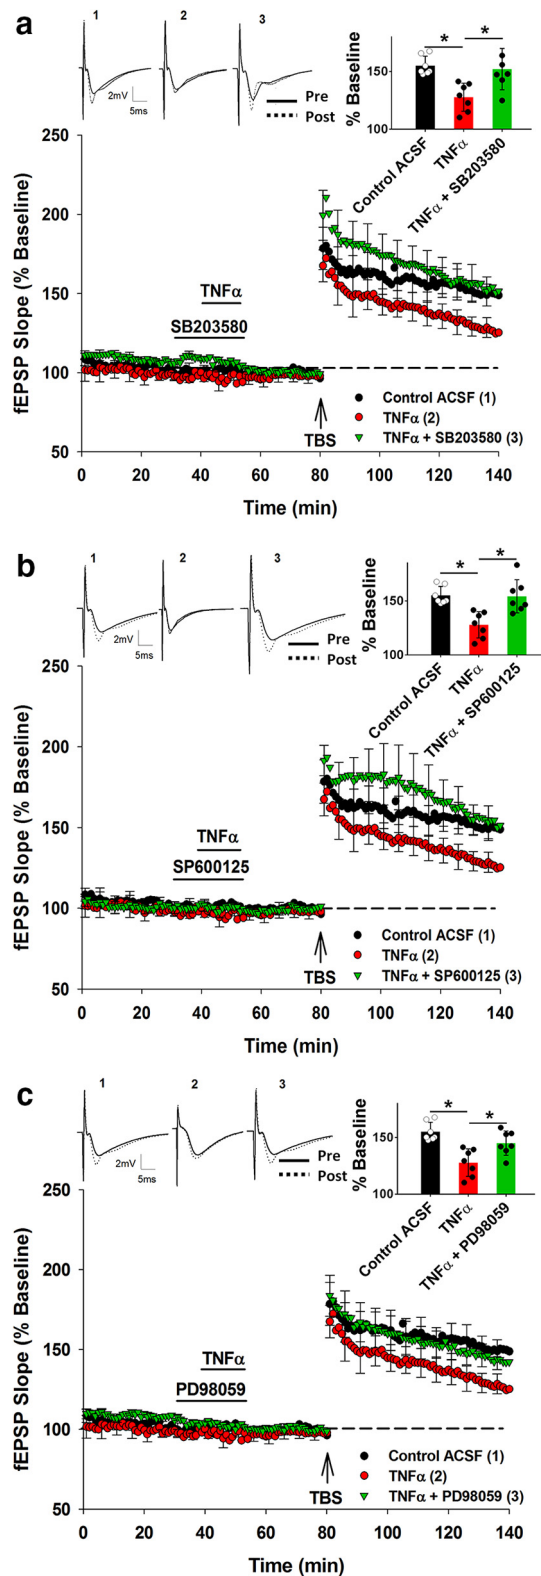 a
1 2 3
2mV
5ms
Pre
Post
% Baseline
150
100
* *
Control ACSF
TNFα
TNFα + SB203580
fEPSP Slope (% Baseline)
250
200
150
100
50
TNFα
SB203580
TBS
Control ACSF (1)
TNFα (2)
TNFα + SB203580 (3)
0 20 40 60 80 100 120 140
Time (min)
b
1 2 3
2mV
5ms
Pre
Post
% Baseline
150
100
* *
Control ACSF
TNFα
TNFα + SP600125
fEPSP Slope (% Baseline)
250
200
150
100
50
TNFα
SP600125
TBS
Control ACSF (1)
TNFα (2)
TNFα + SP600125 (3)
0 20 40 60 80 100 120 140
Time (min)
c
1 2 3
2mV
5ms
Pre
Post
% Baseline
150
100
* *
Control ACSF
TNFα
TNFα + PD98059
fEPSP Slope (% Baseline)
250
200
150
100
50
TNFα
PD98059
TBS
Control ACSF (1)
TNFα (2)
TNFα + PD98059 (3)
0 20 40 60 80 100 120 140
Time (min)